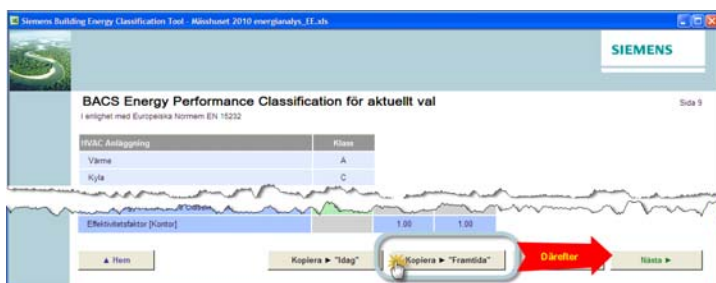 Siemens Building Energy Classification Tool - Mässhuset 2010 energianalys_EE.xls
SIEMENS
BACS Energy Performance Classification för aktuellt val
Sida 9
I enlighet med Europeiska Normem EN 15232
HVAC Anläggning Klass
Värme A
Kyla C
Effektivitetsfaktor [Kontor] 1.00 1.00
▲ Hem
Kopiera ► "Idag"
Kopiera ► "Framtida"
Därefter
Nästa ►